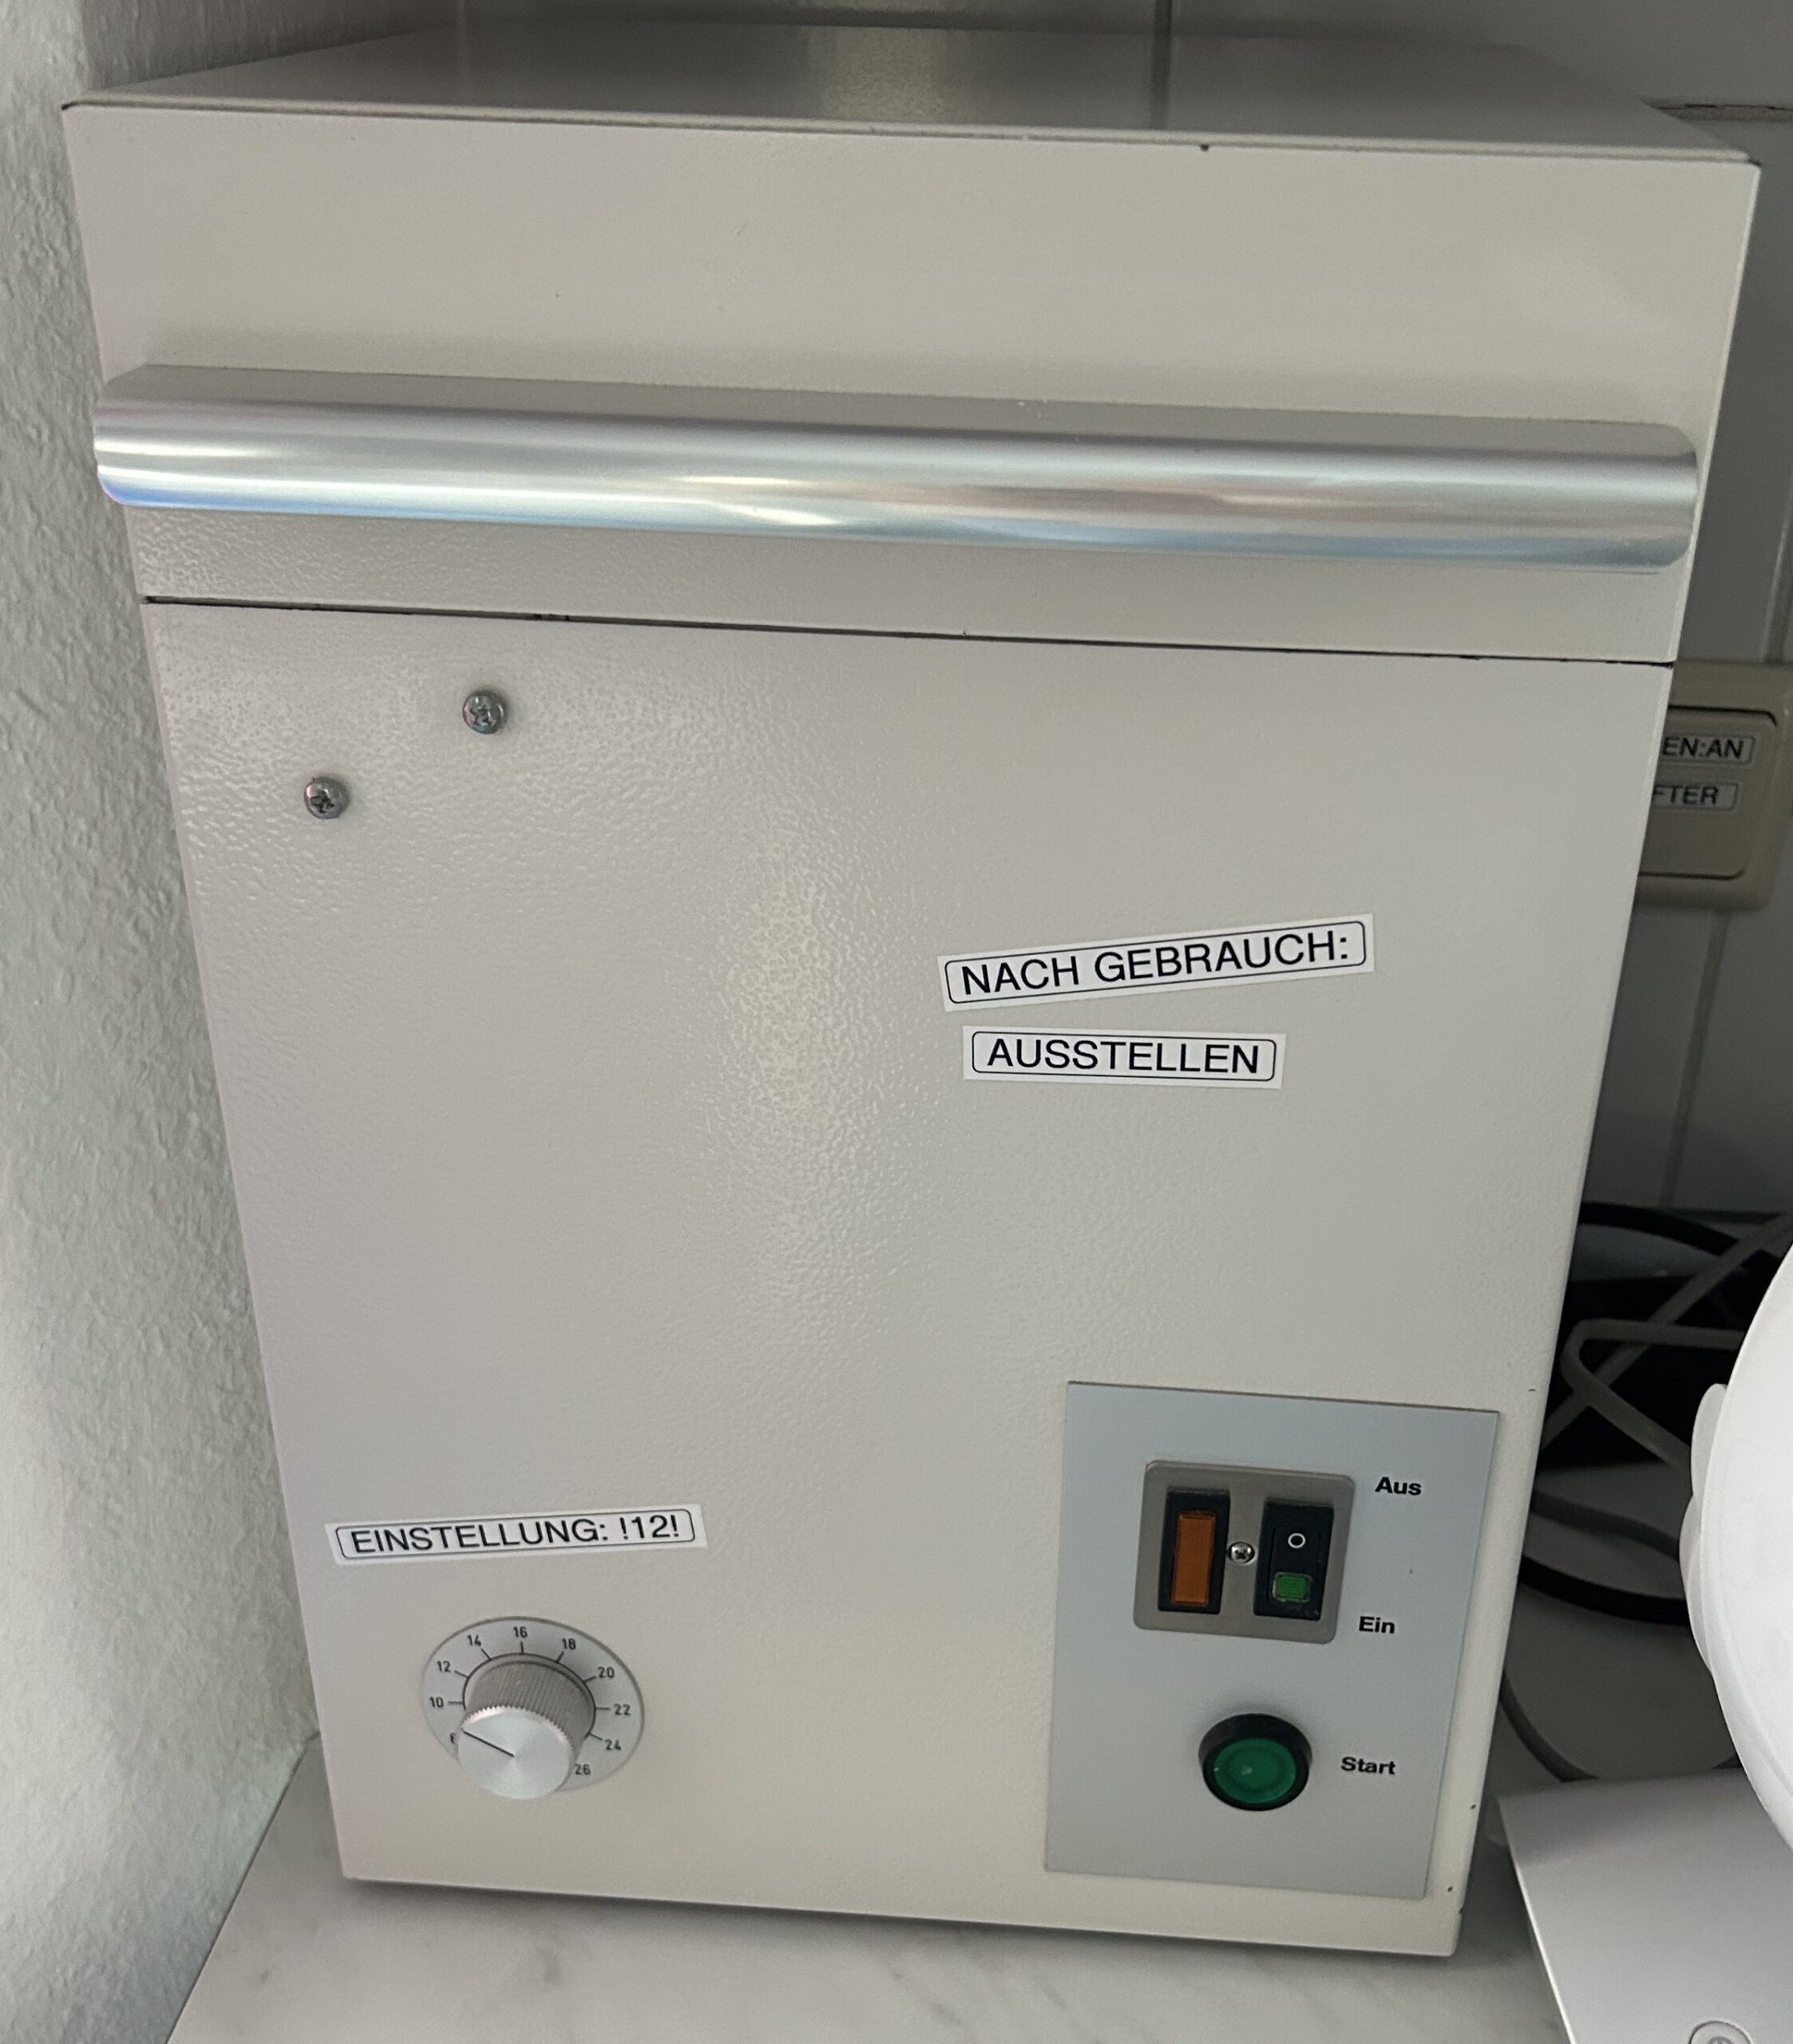 EN:AN
FTER
NACH GEBRAUCH:
AUSSTELLEN
EINSTELLUNG: !12!
Aus
Ein
Start
10
12
14
16
18
20
22
24
26